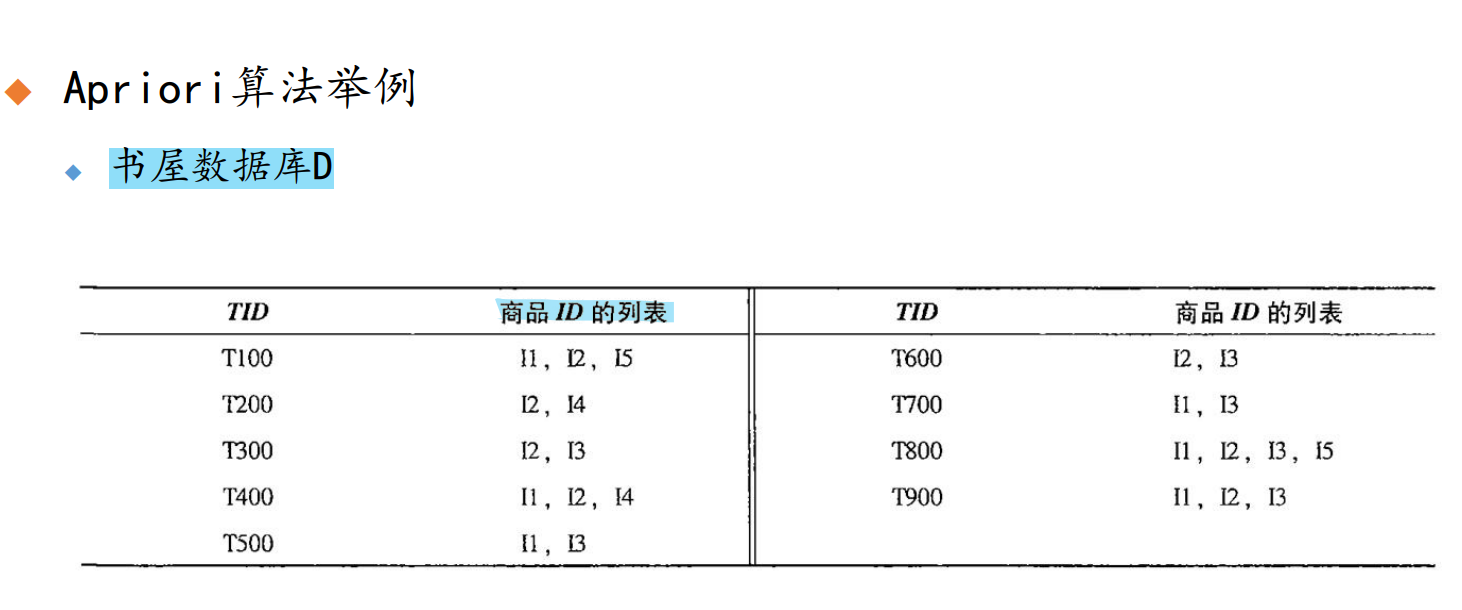 Apriori算法举例
书屋数据库D
TID 商品 ID 的列表 TID 商品 ID 的列表
T100 I1, I2, I5 T600 I2, I3
T200 I2, I4 T700 I1, I3
T300 I2, I3 T800 I1, I2, I3, I5
T400 I1, I2, I4 T900 I1, I2, I3
T500 I1, I3